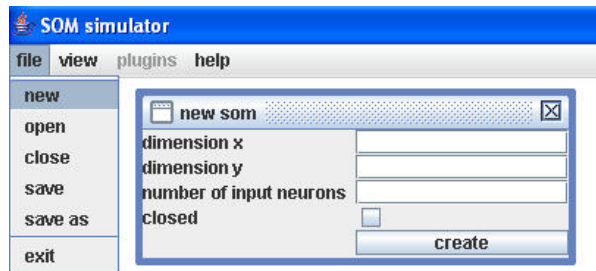 SOM simulator
file view plugins help
new
open
close
save
save as
exit
new som
dimension x
dimension y
number of input neurons
closed
create